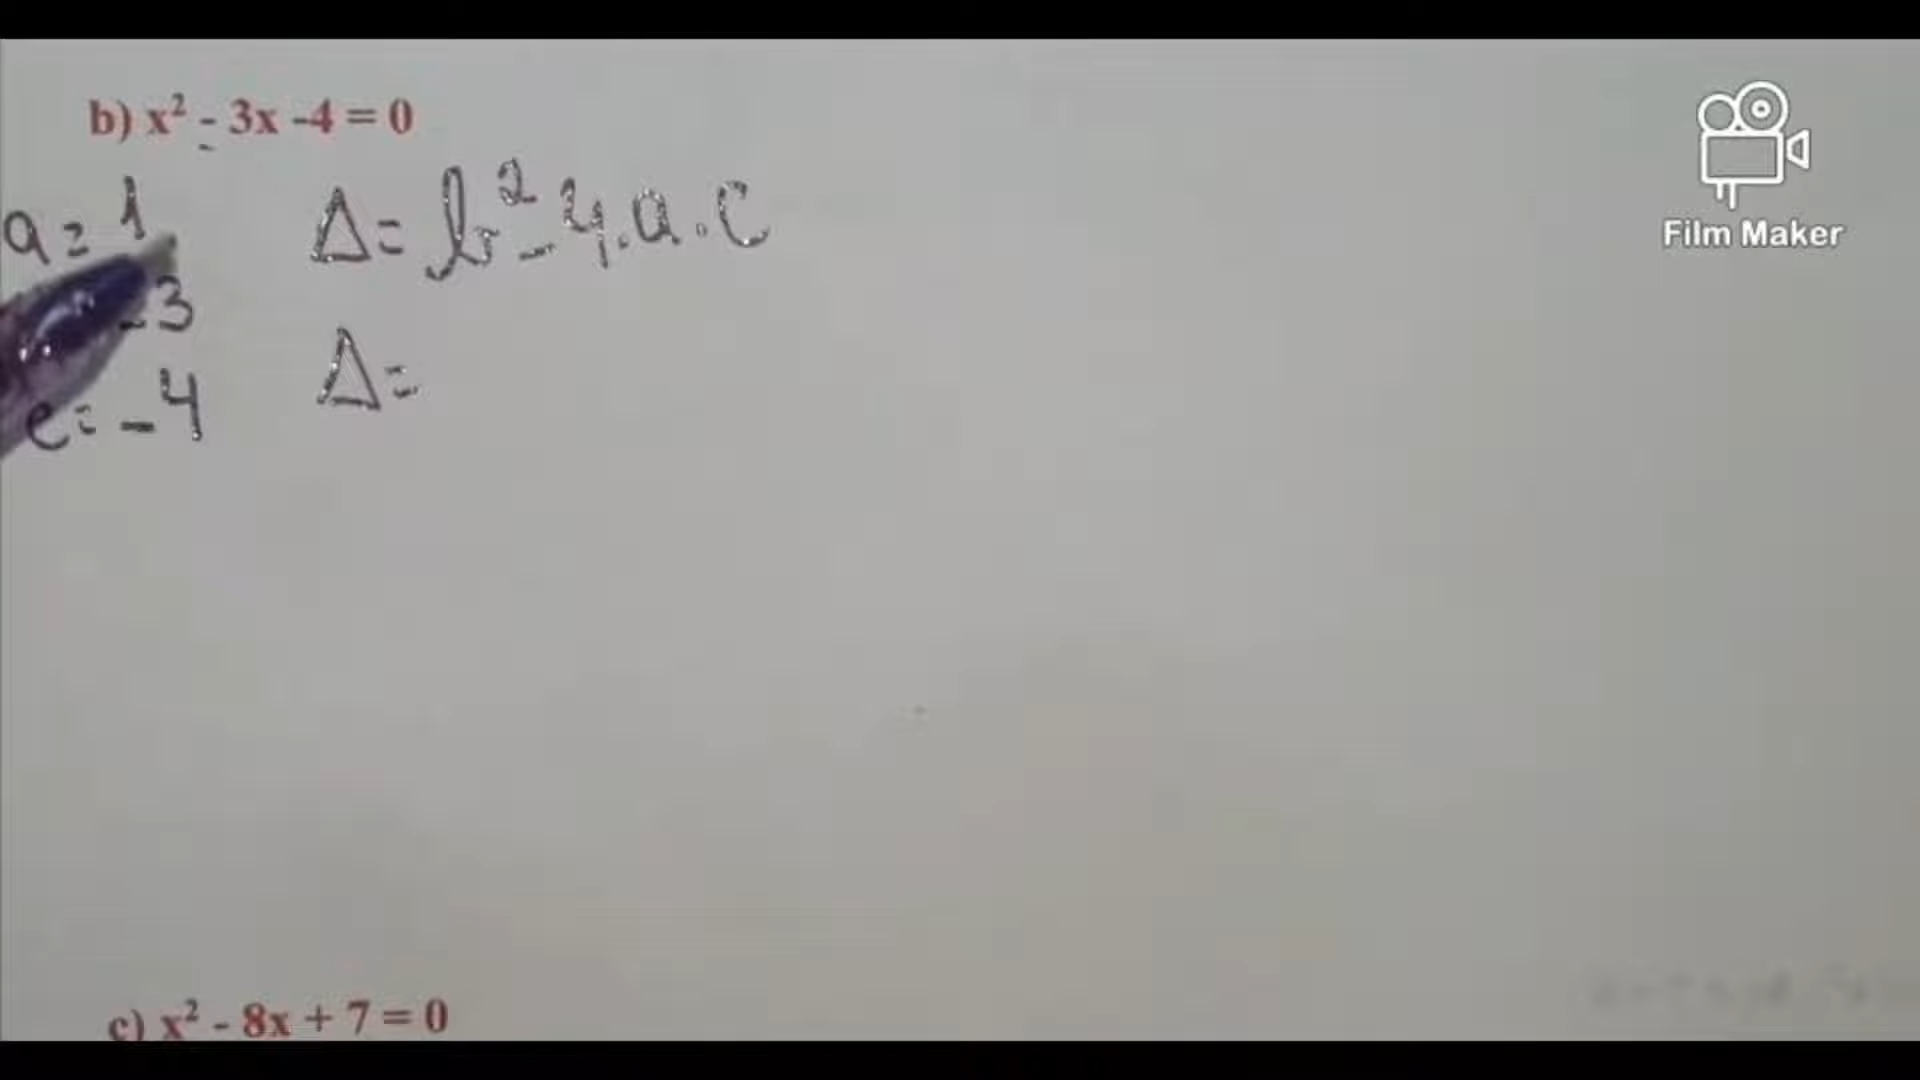 b) x² - 3x -4 = 0
a = 1
Δ = b² - 4.a.c
-3
Δ =
c = -4
c) x² - 8x + 7 = 0
Film Maker